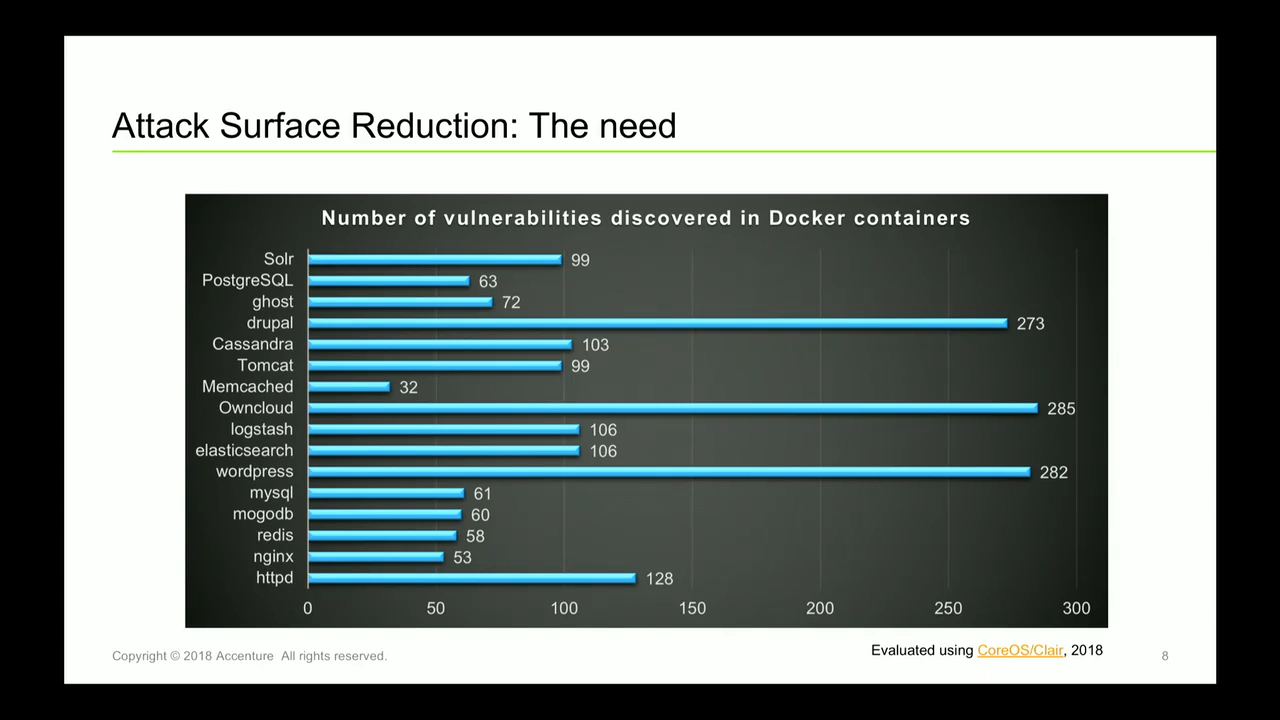 Attack Surface Reduction: The need
Number of vulnerabilities discovered in Docker containers
Solr 99
PostgreSQL 63
ghost 72
drupal 273
Cassandra 103
Tomcat 99
Memcached 32
Owncloud 285
logstash 106
elasticsearch 106
wordpress 282
mysql 61
mogodb 60
redis 58
nginx 53
httpd 128
0 50 100 150 200 250 300
Evaluated using CoreOS/Clair, 2018
Copyright © 2018 Accenture All rights reserved.
8